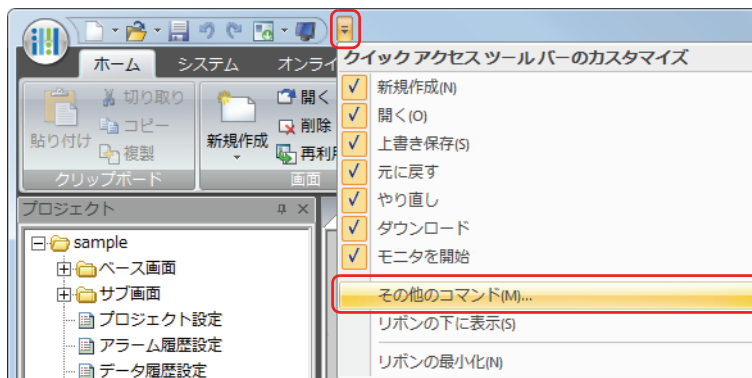 ホーム
システム
オンライ
貼り付け
切り取り
コピー
複製
クリップボード
新規作成
開く
削除
再利用
画面
クイック アクセス ツール バーのカスタマイズ
新規作成(N)
開く(O)
上書き保存(S)
元に戻す
やり直し
ダウンロード
モニタを開始
その他のコマンド(M)...
リボンの下に表示(S)
リボンの最小化(N)
プロジェクト
sample
ベース画面
サブ画面
プロジェクト設定
アラーム履歴設定
データ履歴設定